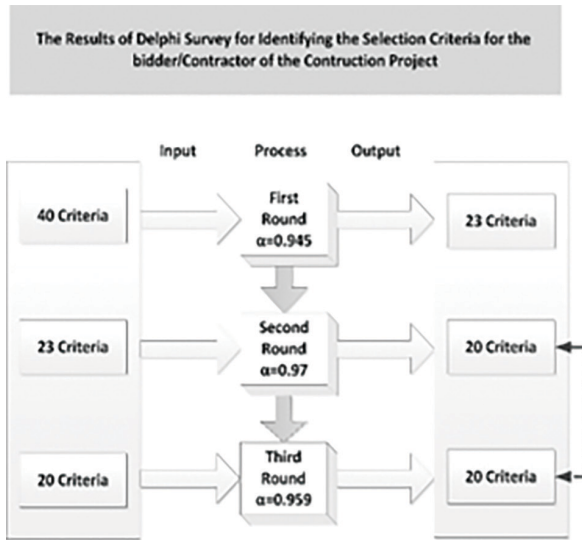 The Results of Delphi Survey for Identifying the Selection Criteria for the
bidder/Contractor of the Contruction Project
Input Process Output
40 Criteria
First
Round
α=0.945
23 Criteria
23 Criteria
Second
Round
α=0.97
20 Criteria
20 Criteria
Third
Round
α=0.959
20 Criteria